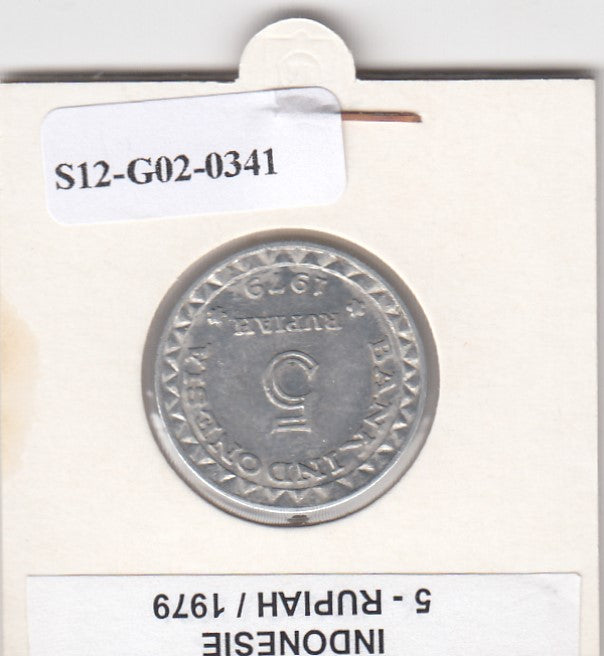 S12-G02-0341
BANK INDONESIA
5
RUPIAH
1979
INDONESIE
5 - RUPIAH / 1979